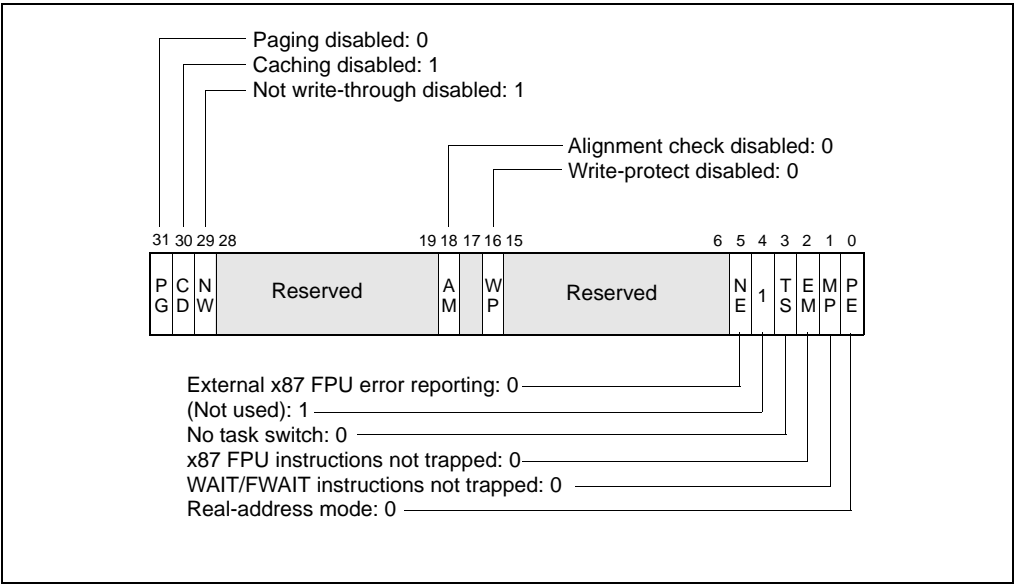 Paging disabled: 0
Caching disabled: 1
Not write-through disabled: 1
Alignment check disabled: 0
Write-protect disabled: 0
31 30 29 28 19 18 17 16 15 6 5 4 3 2 1 0
P C N A W N T E M P
Reserved Reserved 1
G D W M P E S M P E
External x87 FPU error reporting: 0
(Not used): 1
No task switch: 0
x87 FPU instructions not trapped: 0
WAIT/FWAIT instructions not trapped: 0
Real-address mode: 0